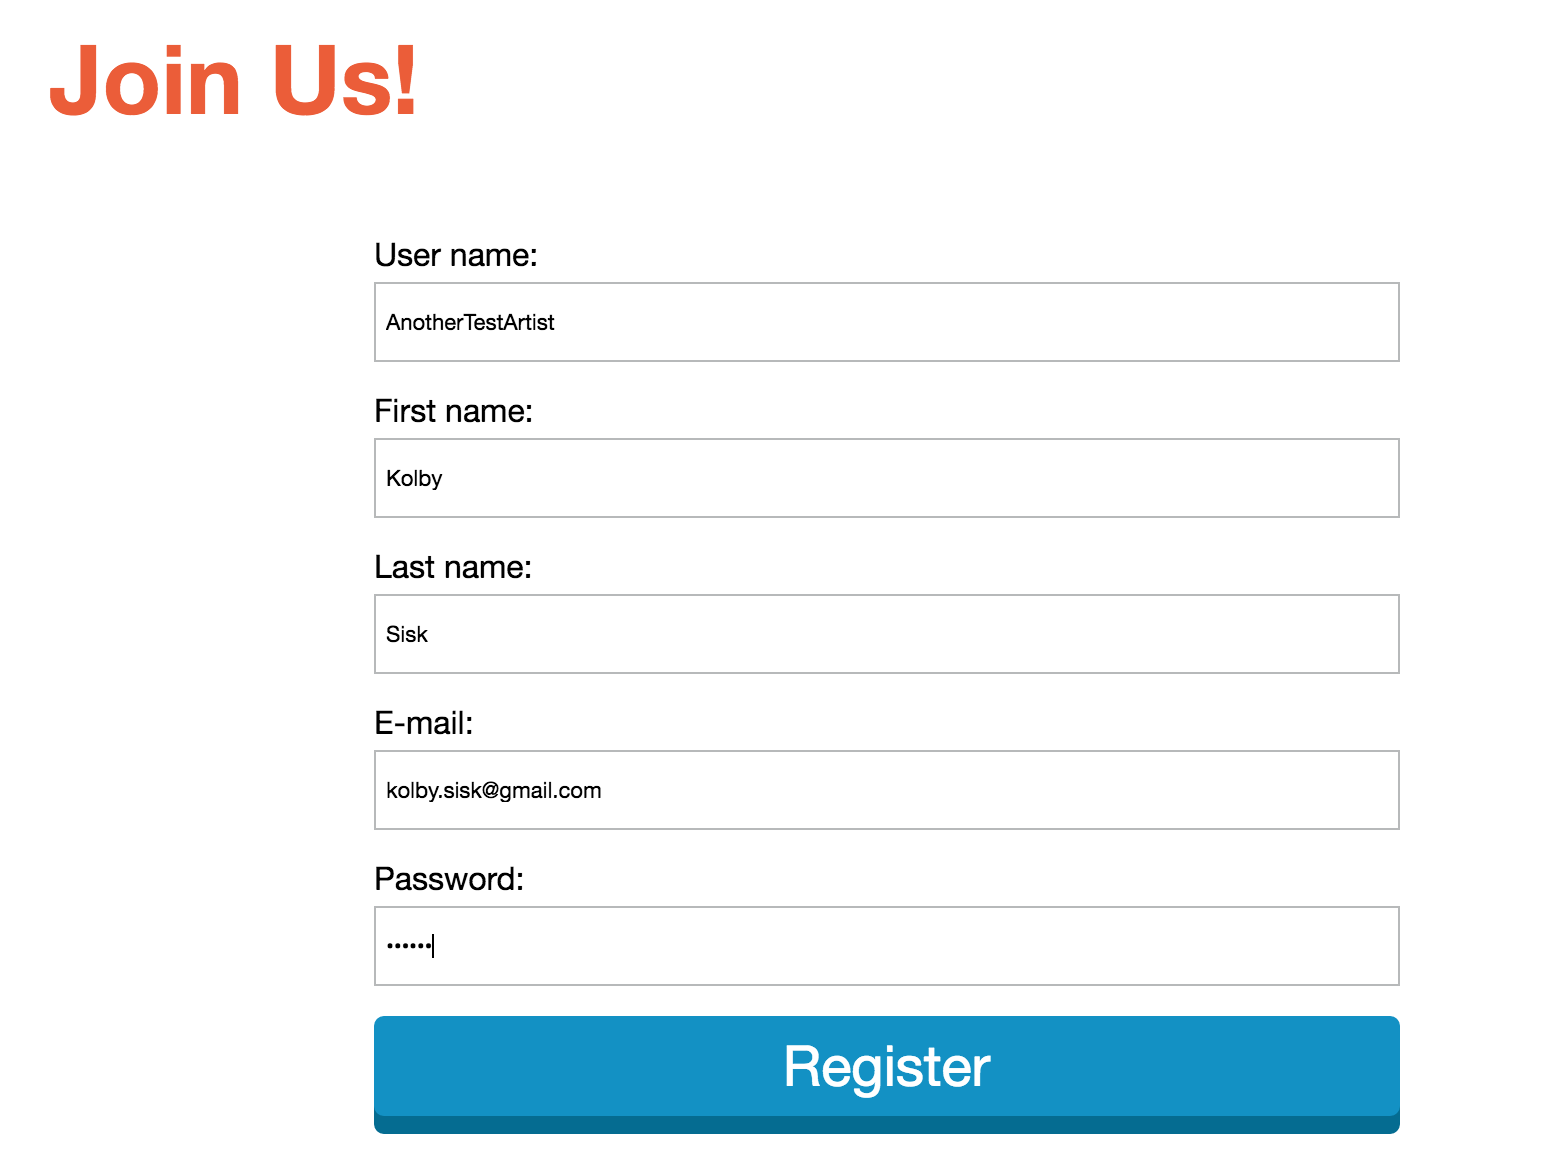 Join Us!
User name:
AnotherTestArtist
First name:
Kolby
Last name:
Sisk
E-mail:
kolby.sisk@gmail.com
Password:
••••••
Register